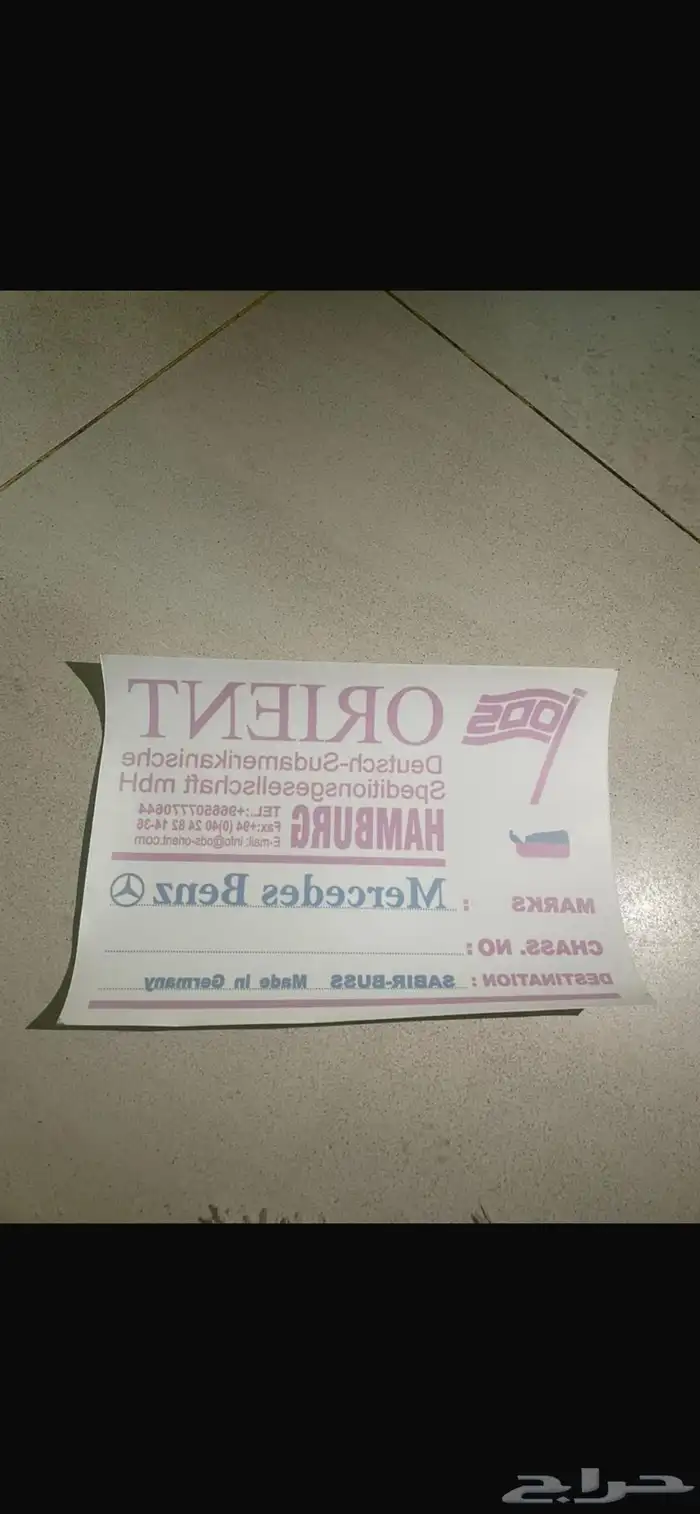 ODS
ORIENT
Deutsch-Sudamerikanische
Speditionsgesellschaft mbH
HAMBURG
TEL.:+966507770644
Fax:+94 (0)40 24 82 14-36
E-mail: info@ods-orient.com
MARKS : Mercedes Benz
CHASS. NO :
DESTINATION : SABIR-BUSS Made In Germany
حراج